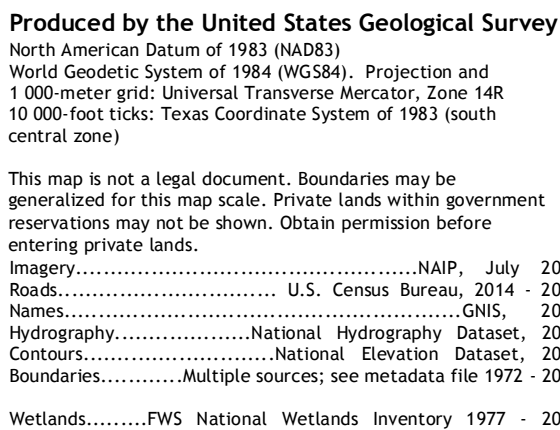 Produced by the United States Geological Survey
North American Datum of 1983 (NAD83)
World Geodetic System of 1984 (WGS84). Projection and
1 000-meter grid: Universal Transverse Mercator, Zone 14R
10 000-foot ticks: Texas Coordinate System of 1983 (south
central zone)
This map is not a legal document. Boundaries may be
generalized for this map scale. Private lands within government
reservations may not be shown. Obtain permission before
entering private lands.
Imagery.............................................NAIP, July 20
Roads............................. U.S. Census Bureau, 2014 - 20
Names......................................................GNIS, 20
Hydrography....................National Hydrography Dataset, 20
Contours.........................National Elevation Dataset, 20
Boundaries............Multiple sources; see metadata file 1972 - 20
Wetlands.........FWS National Wetlands Inventory 1977 - 20